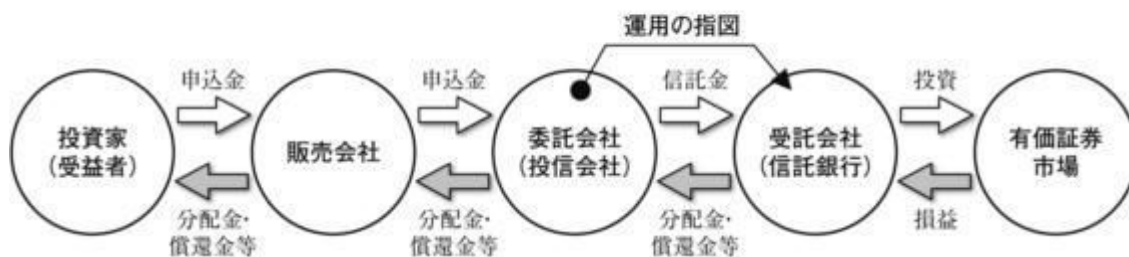 運用の指図
申込金
申込金
信託金
投資
投資家
(受益者)
販売会社
委託会社
(投信会社)
受託会社
(信託銀行)
有価証券
市場
分配金・
償還金等
分配金・
償還金等
分配金・
償還金等
損益